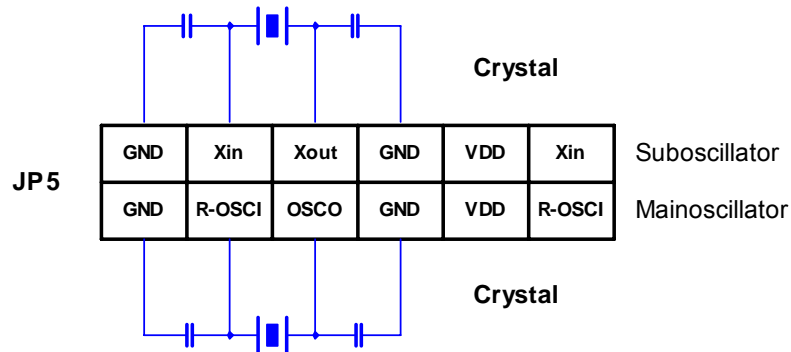 Crystal
GND Xin Xout GND VDD Xin Suboscillator
JP5
GND R-OSCI OSCO GND VDD R-OSCI Mainoscillator
Crystal